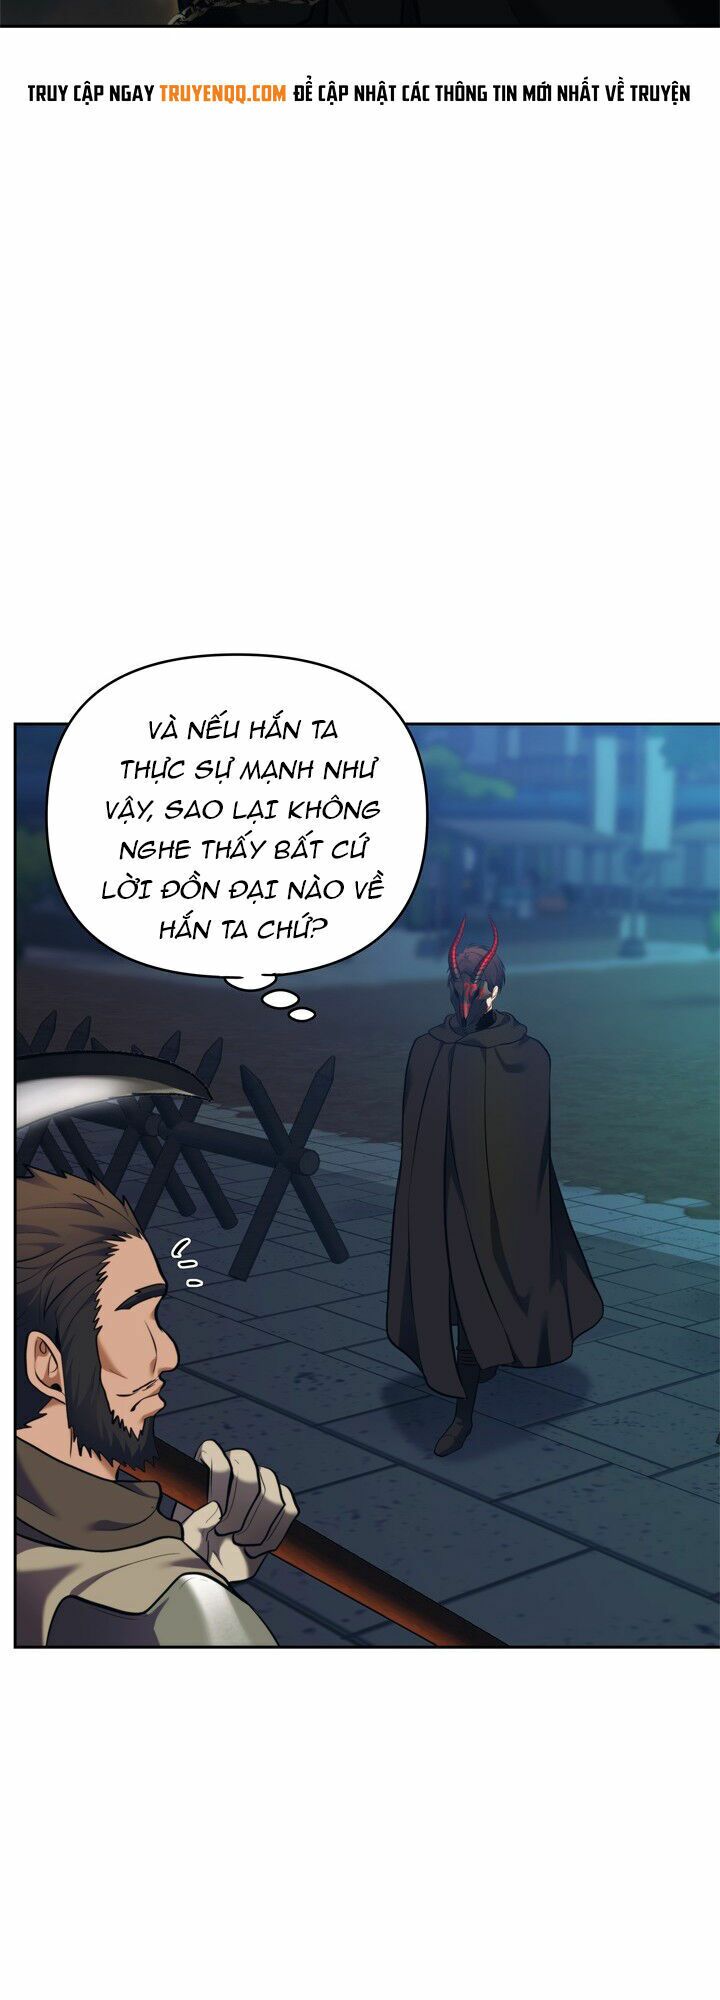 TRUY CẬP NGAY TRUYENQQ.COM ĐỂ CẬP NHẬT CÁC THÔNG TIN MỚI NHẤT VỀ TRUYỆN
VÀ NẾU HẮN TA
THỰC SỰ MẠNH NHƯ
VẬY, SAO LẠI KHÔNG
NGHE THẤY BẤT CỨ
LỜI ĐỒN ĐẠI NÀO VỀ
HẮN TA CHỨ?